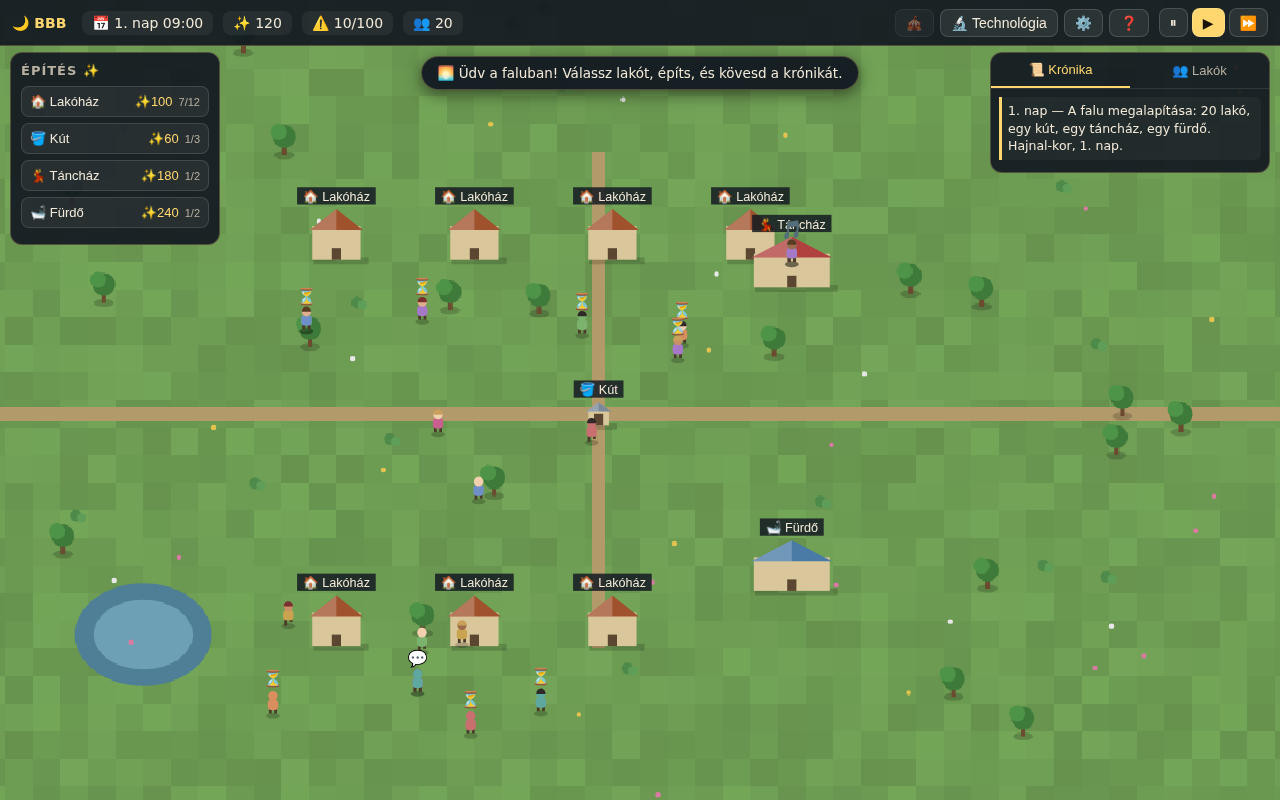 BBB
1. nap 09:00
120
10/100
20
Technológia
ÉPÍTÉS
Lakóház 100 7/12
Kút 60 1/3
Táncház 180 1/2
Fürdő 240 1/2
Üdv a faluban! Válassz lakót, építs, és kövesd a krónikát.
Krónika
Lakók
1. nap — A falu megalapítása: 20 lakó,
egy kút, egy táncház, egy fürdő.
Hajnal-kor, 1. nap.
Lakóház
Lakóház
Lakóház
Lakóház
Táncház
Kút
Fürdő
Lakóház
Lakóház
Lakóház